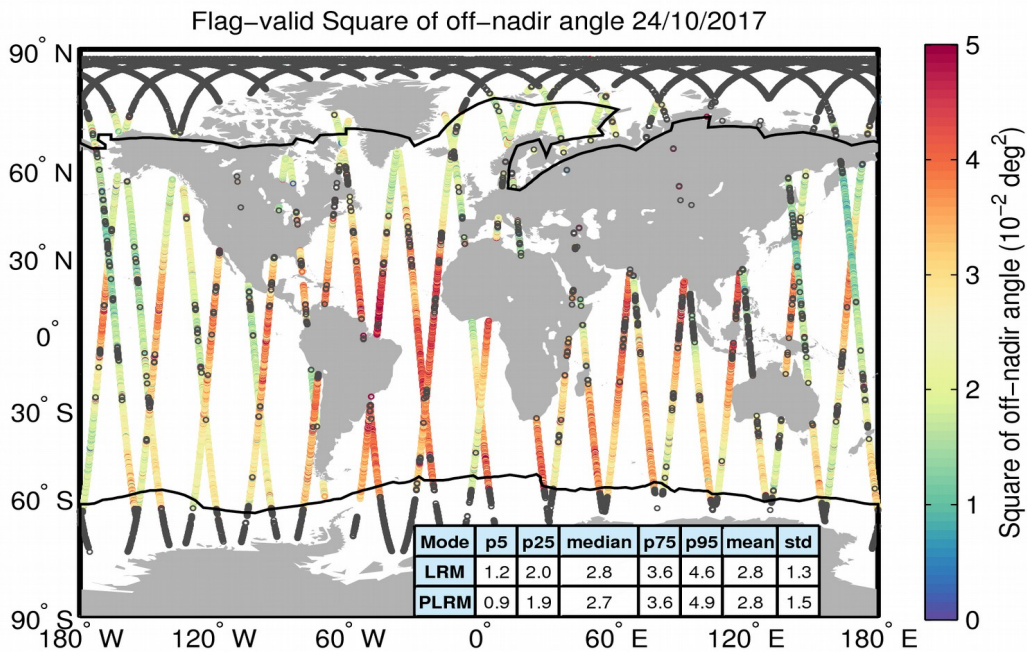 Flag−valid Square of off−nadir angle 24/10/2017
90° N
60° N
30° N
0°
30° S
60° S
90° S
180° W
120° W
60° W
0°
60° E
120° E
180° E
Mode p5 p25 median p75 p95 mean std
LRM 1.2 2.0 2.8 3.6 4.6 2.8 1.3
PLRM 0.9 1.9 2.7 3.6 4.9 2.8 1.5
5
4
3
2
1
0
Square of off−nadir angle (10⁻² deg²)